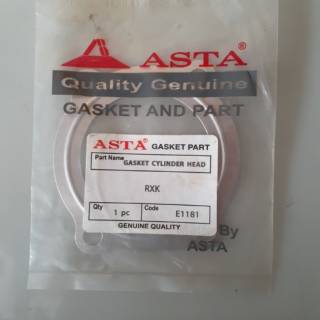 ASTA
Quality Genuine
GASKET AND PART
ASTA® GASKET PART
Part Name
GASKET CYLINDER HEAD
RXK
Qty 1 pc Code E1181
GENUINE QUALITY
By
ASTA